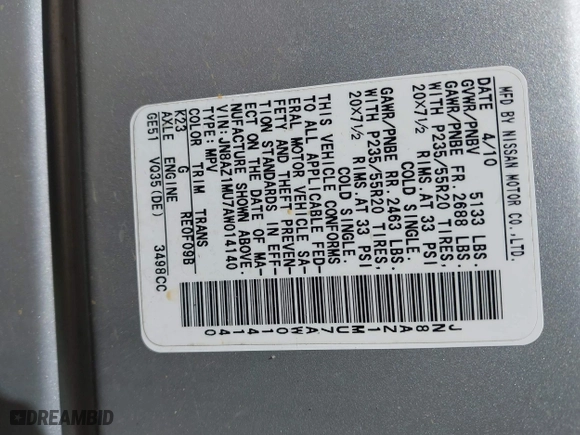 MFD BY NISSAN MOTOR CO.,LTD.
DATE 4/10
GVWR/PNBV 5133 LBS.
GAWR/PNBE FR. 2688 LBS.
WITH P235/55R20 TIRES,
20X7½ RIMS.AT 33 PSI
COLD SINGLE.
GAWR/PNBE RR. 2463 LBS.
WITH P235/55R20 TIRES,
20X7½ RIMS.AT 33 PSI
COLD SINGLE.
THIS VEHICLE CONFORMS
TO ALL APPLICABLE FED-
ERAL MOTOR VEHICLE SA-
FETY AND THEFT PREVEN-
TION STANDARDS IN EFF-
ECT ON THE DATE OF MA-
NUFACTURE SHOWN ABOVE.
VIN:JN8AZ1MU7AW014140
TYPE:MPV
COLOR TRIM TRANS
K23 G RE0F09B
AXLE ENGINE
GE51 VQ35(DE) 3498CC
JN8AZ1MU7AW014140
DREAMBID